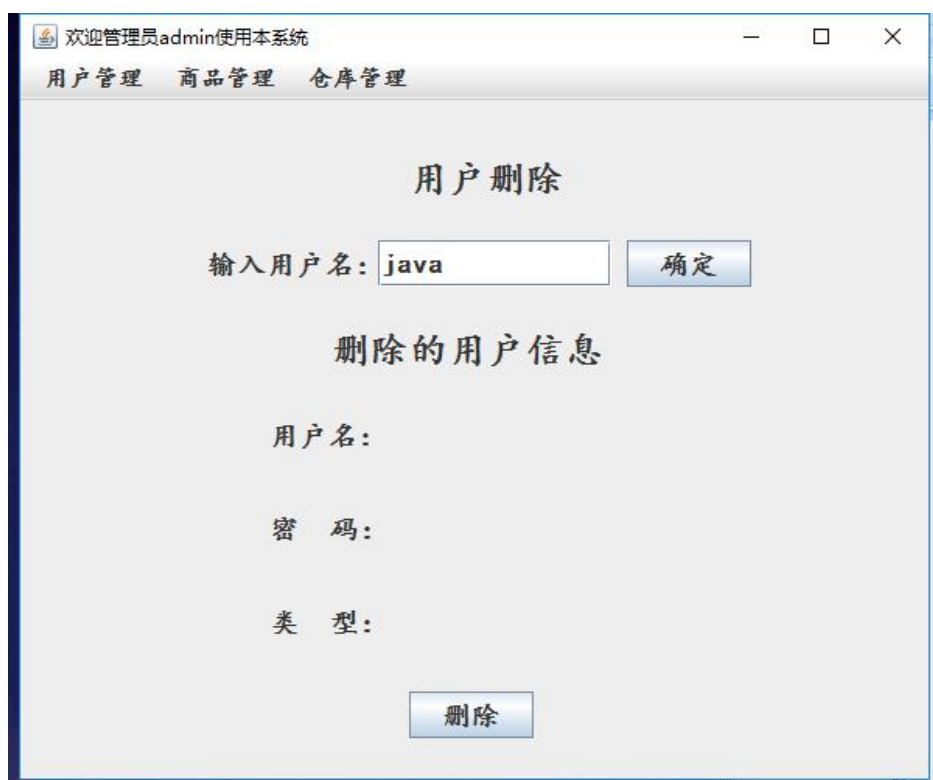 欢迎管理员admin使用本系统
用户管理 商品管理 仓库管理
用户删除
输入用户名: java 确定
删除的用户信息
用户名:
密 码:
类 型:
删除